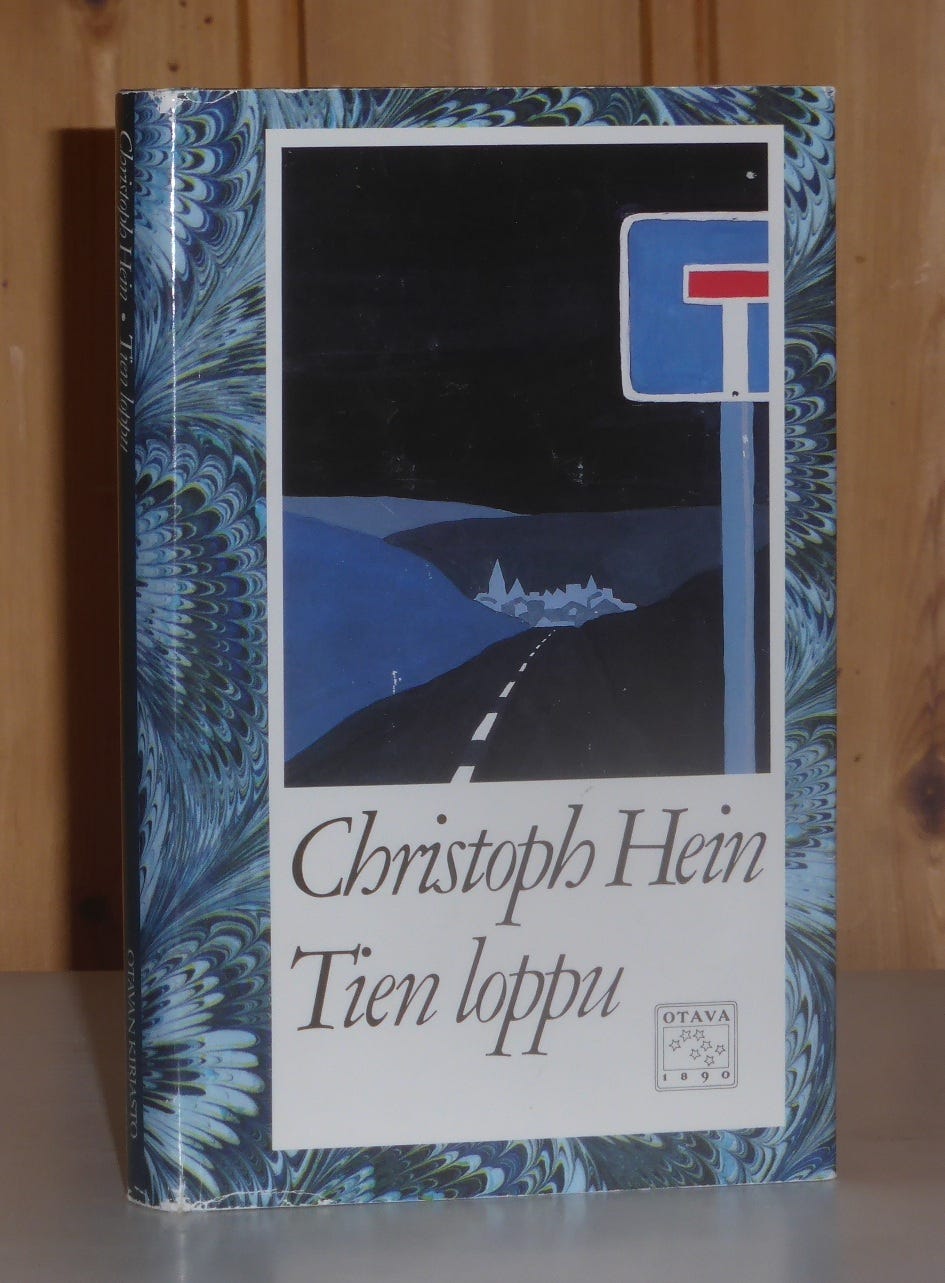 Christoph Hein • Tien loppu
OTAVAN KIRJASTO
Christoph Hein
Tien loppu
OTAVA
1890